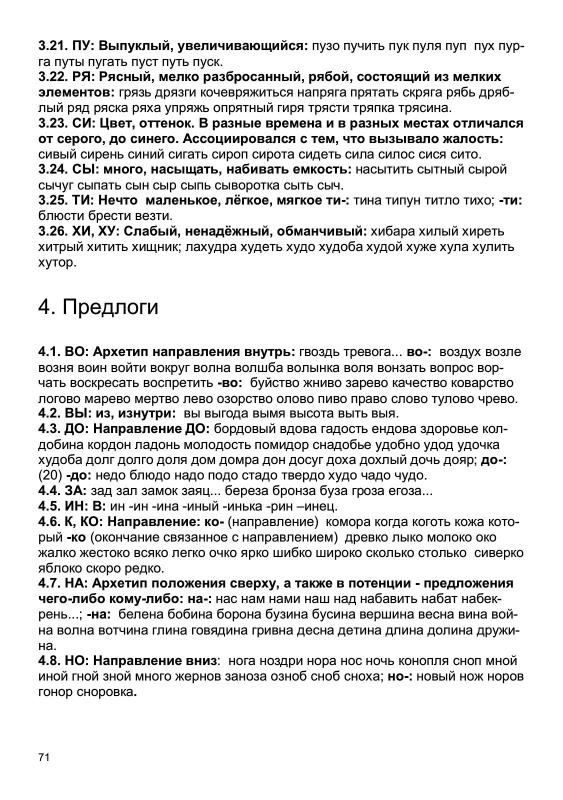 3.21. ПУ: Выпуклый, увеличивающийся: пузо пучить пук пуля пуп  пух пур-
га путы пугать пуст путь пуск.
3.22. РЯ: Рясный, мелко разбросанный, рябой, состоящий из мелких
элементов: грязь дрязги кочевряжиться напряга прятать скряга рябь дряб-
лый ряд ряска ряха упряжь опрятный гиря трясти тряпка трясина.
3.23. СИ: Цвет, оттенок. В разные времена и в разных местах отличался
от серого, до синего. Ассоциировался с тем, что вызывало жалость:
сивый сирень синий сигать сироп сирота сидеть сила силос сися сито.
3.24. СЫ: много, насыщать, набивать емкость: насытить сытный сырой
сычуг сыпать сын сыр сыпь сыворотка сыть сыч.
3.25. ТИ: Нечто  маленькое, лёгкое, мягкое ти-: тина типун титло тихо; -ти:
блюсти брести везти.
3.26. ХИ, ХУ: Слабый, ненадёжный, обманчивый: хибара хилый хиреть
хитрый хитить хищник; лахудра худеть худо худоба худой хуже хула хулить
хутор.
4. Предлоги
4.1. ВО: Архетип направления внутрь: гвоздь тревога... во-:  воздух возле
возня воин войти вокруг волна волшба волынка воля вонзать вопрос вор-
чать воскресать воспретить -во:  буйство жниво зарево качество коварство
логово марево мертво лево озорство олово пиво право слово тулово чрево.
4.2. ВЫ: из, изнутри:  вы выгода вымя высота выть выя.
4.3. ДО: Направление ДО: бордовый вдова гадость ендова здоровье кол-
добина кордон ладонь молодость помидор снадобье удобно удод удочка
худоба долг долго доля дом домра дон досуг доха дохлый дочь дояр; до-:
(20) -до: недо блюдо надо подо стадо твердо худо чадо чудо.
4.4. ЗА: зад зал замок заяц... береза бронза буза гроза егоза...
4.5. ИН: В: ин -ин -ина -иный -инька -рин –инец.
4.6. К, КО: Направление: ко- (направление)  комора когда коготь кожа кото-
рый -ко (окончание связанное с направлением)  древко лыко молоко око
жалко жестоко всяко легко очко ярко шибко широко сколько столько  сиверко
яблоко скоро редко.
4.7. НА: Архетип положения сверху, а также в потенции - предложения
чего-либо кому-либо: на-: нас нам нами наш над набавить набат набек-
рень...; -на:  белена бобина борона бузина бусина вершина весна вина вой-
на волна вотчина глина говядина гривна десна детина длина долина дружи-
на.
4.8. НО: Направление вниз:  нога ноздри нора нос ночь конопля сноп мной
иной гной зной много жернов заноза озноб сноб сноха; но-: новый нож норов
гонор сноровка.
71